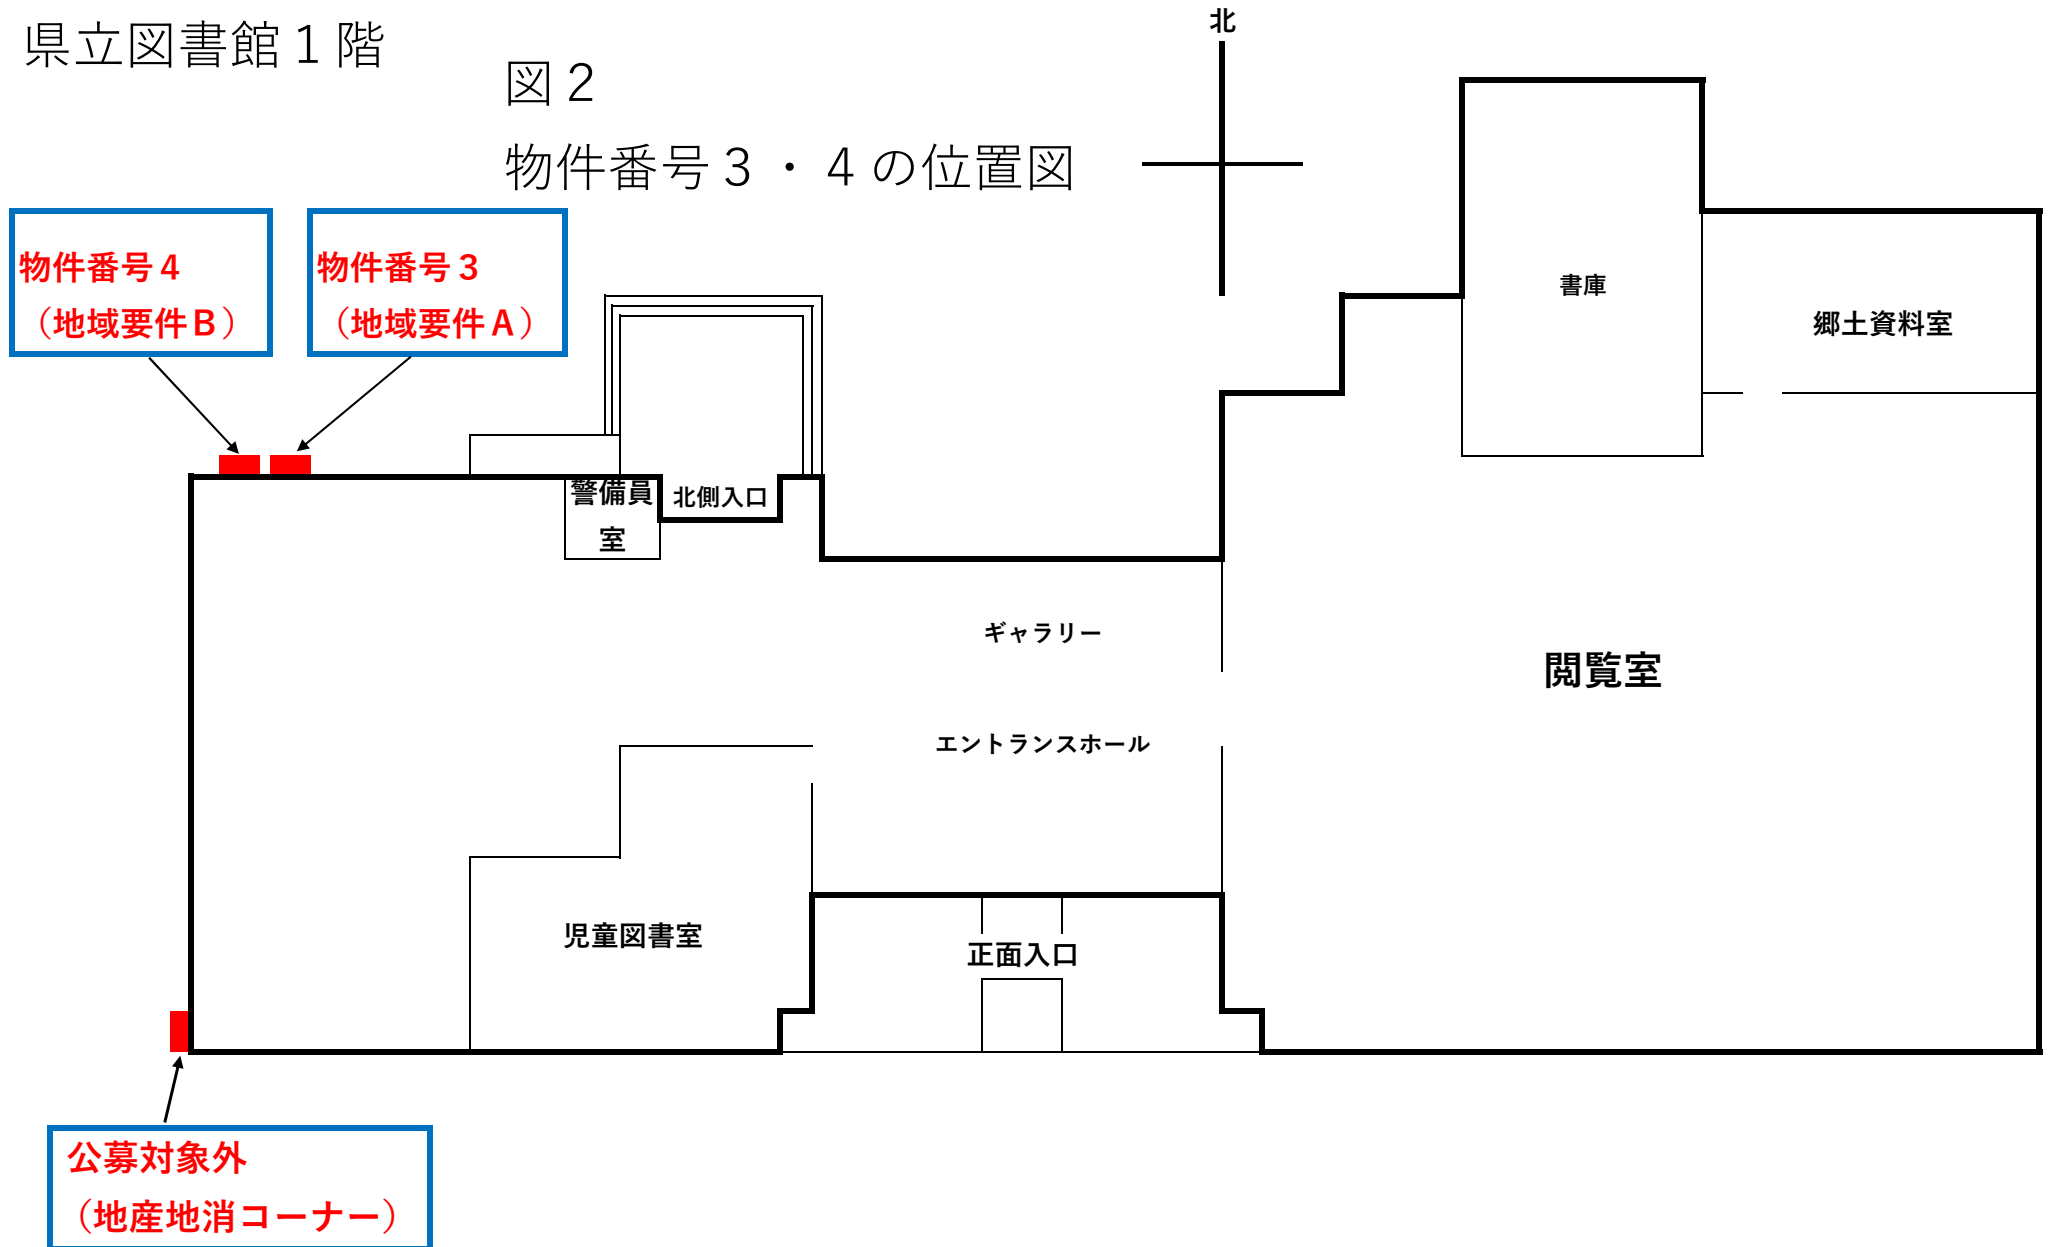 県立図書館１階
北
図２
物件番号３・４の位置図
物件番号４
（地域要件Ｂ）
物件番号３
（地域要件Ａ）
書庫
郷土資料室
警備員
室
北側入口
ギャラリー
閲覧室
エントランスホール
児童図書室
正面入口
公募対象外
（地産地消コーナー）